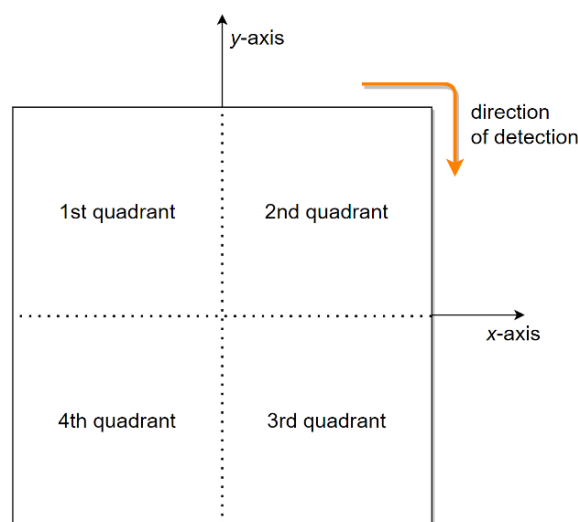 y-axis
direction
of detection
1st quadrant
2nd quadrant
x-axis
4th quadrant
3rd quadrant